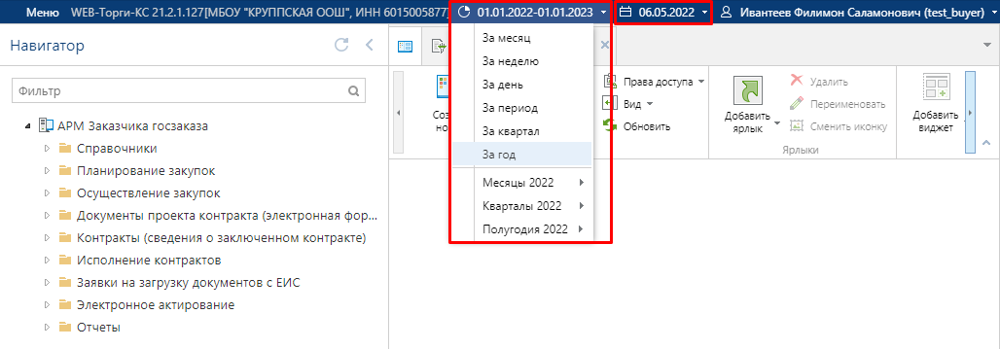 Меню WEB-Торги-КС 21.2.1.127[МБОУ "КРУППСКАЯ ООШ", ИНН 6015005877] 01.01.2022-01.01.2023 06.05.2022 Ивантеев Филимон Саламонович (test_buyer)
Навигатор
Фильтр
АРМ Заказчика госзаказа
Справочники
Планирование закупок
Осуществление закупок
Документы проекта контракта (электронная фор...
Контракты (сведения о заключенном контракте)
Исполнение контрактов
Заявки на загрузку документов с ЕИС
Электронное актирование
Отчеты
За месяц
За неделю
За день
За период
За квартал
За год
Месяцы 2022
Кварталы 2022
Полугодия 2022
Созд
но
Права доступа
Вид
Обновить
Добавить
ярлык
Удалить
Переименовать
Сменить иконку
Ярлыки
Добавить
виджет